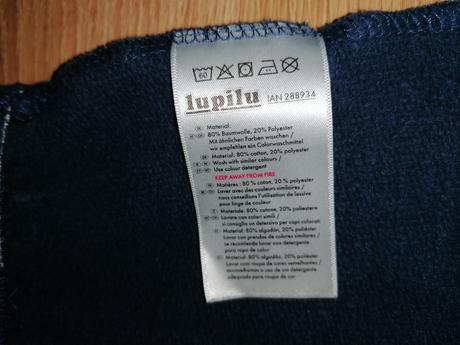 60
lupilu IAN 288934
Material:
80% Baumwolle, 20% Polyester
Mit ähnlichen Farben waschen /
wir empfehlen ein Colorwaschmittel
Material: 80% cotton, 20% polyester
Wash with similar colours /
Use colour detergent
KEEP AWAY FROM FIRE
Matières: 80% coton, 20% polyester
Laver avec des couleurs similaires /
nous conseillons l'utilisation de lessive
pour linge de couleur
Materiale: 80% cotone, 20% poliestere
Lavare con colori simili /
si consiglia un detersivo per capi colorati
Material: 80% algodón, 20% poliéster
Lavar con prendas de colores similares /
se recomienda lavar con detergente
para ropa de color
Material: 80% algodão, 20% poliéster
Lavar com roupa de cores semelhantes /
aconselhamos o uso de um detergente
adequado para roupa de cor